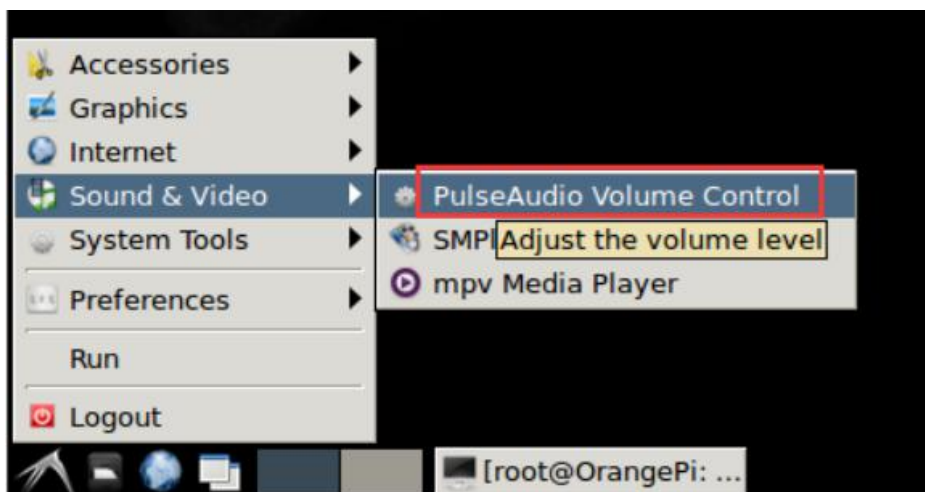 Accessories
Graphics
Internet
Sound & Video
PulseAudio Volume Control
System Tools
SMPl
Adjust the volume level
mpv Media Player
Preferences
Run
Logout
[root@OrangePi: ...